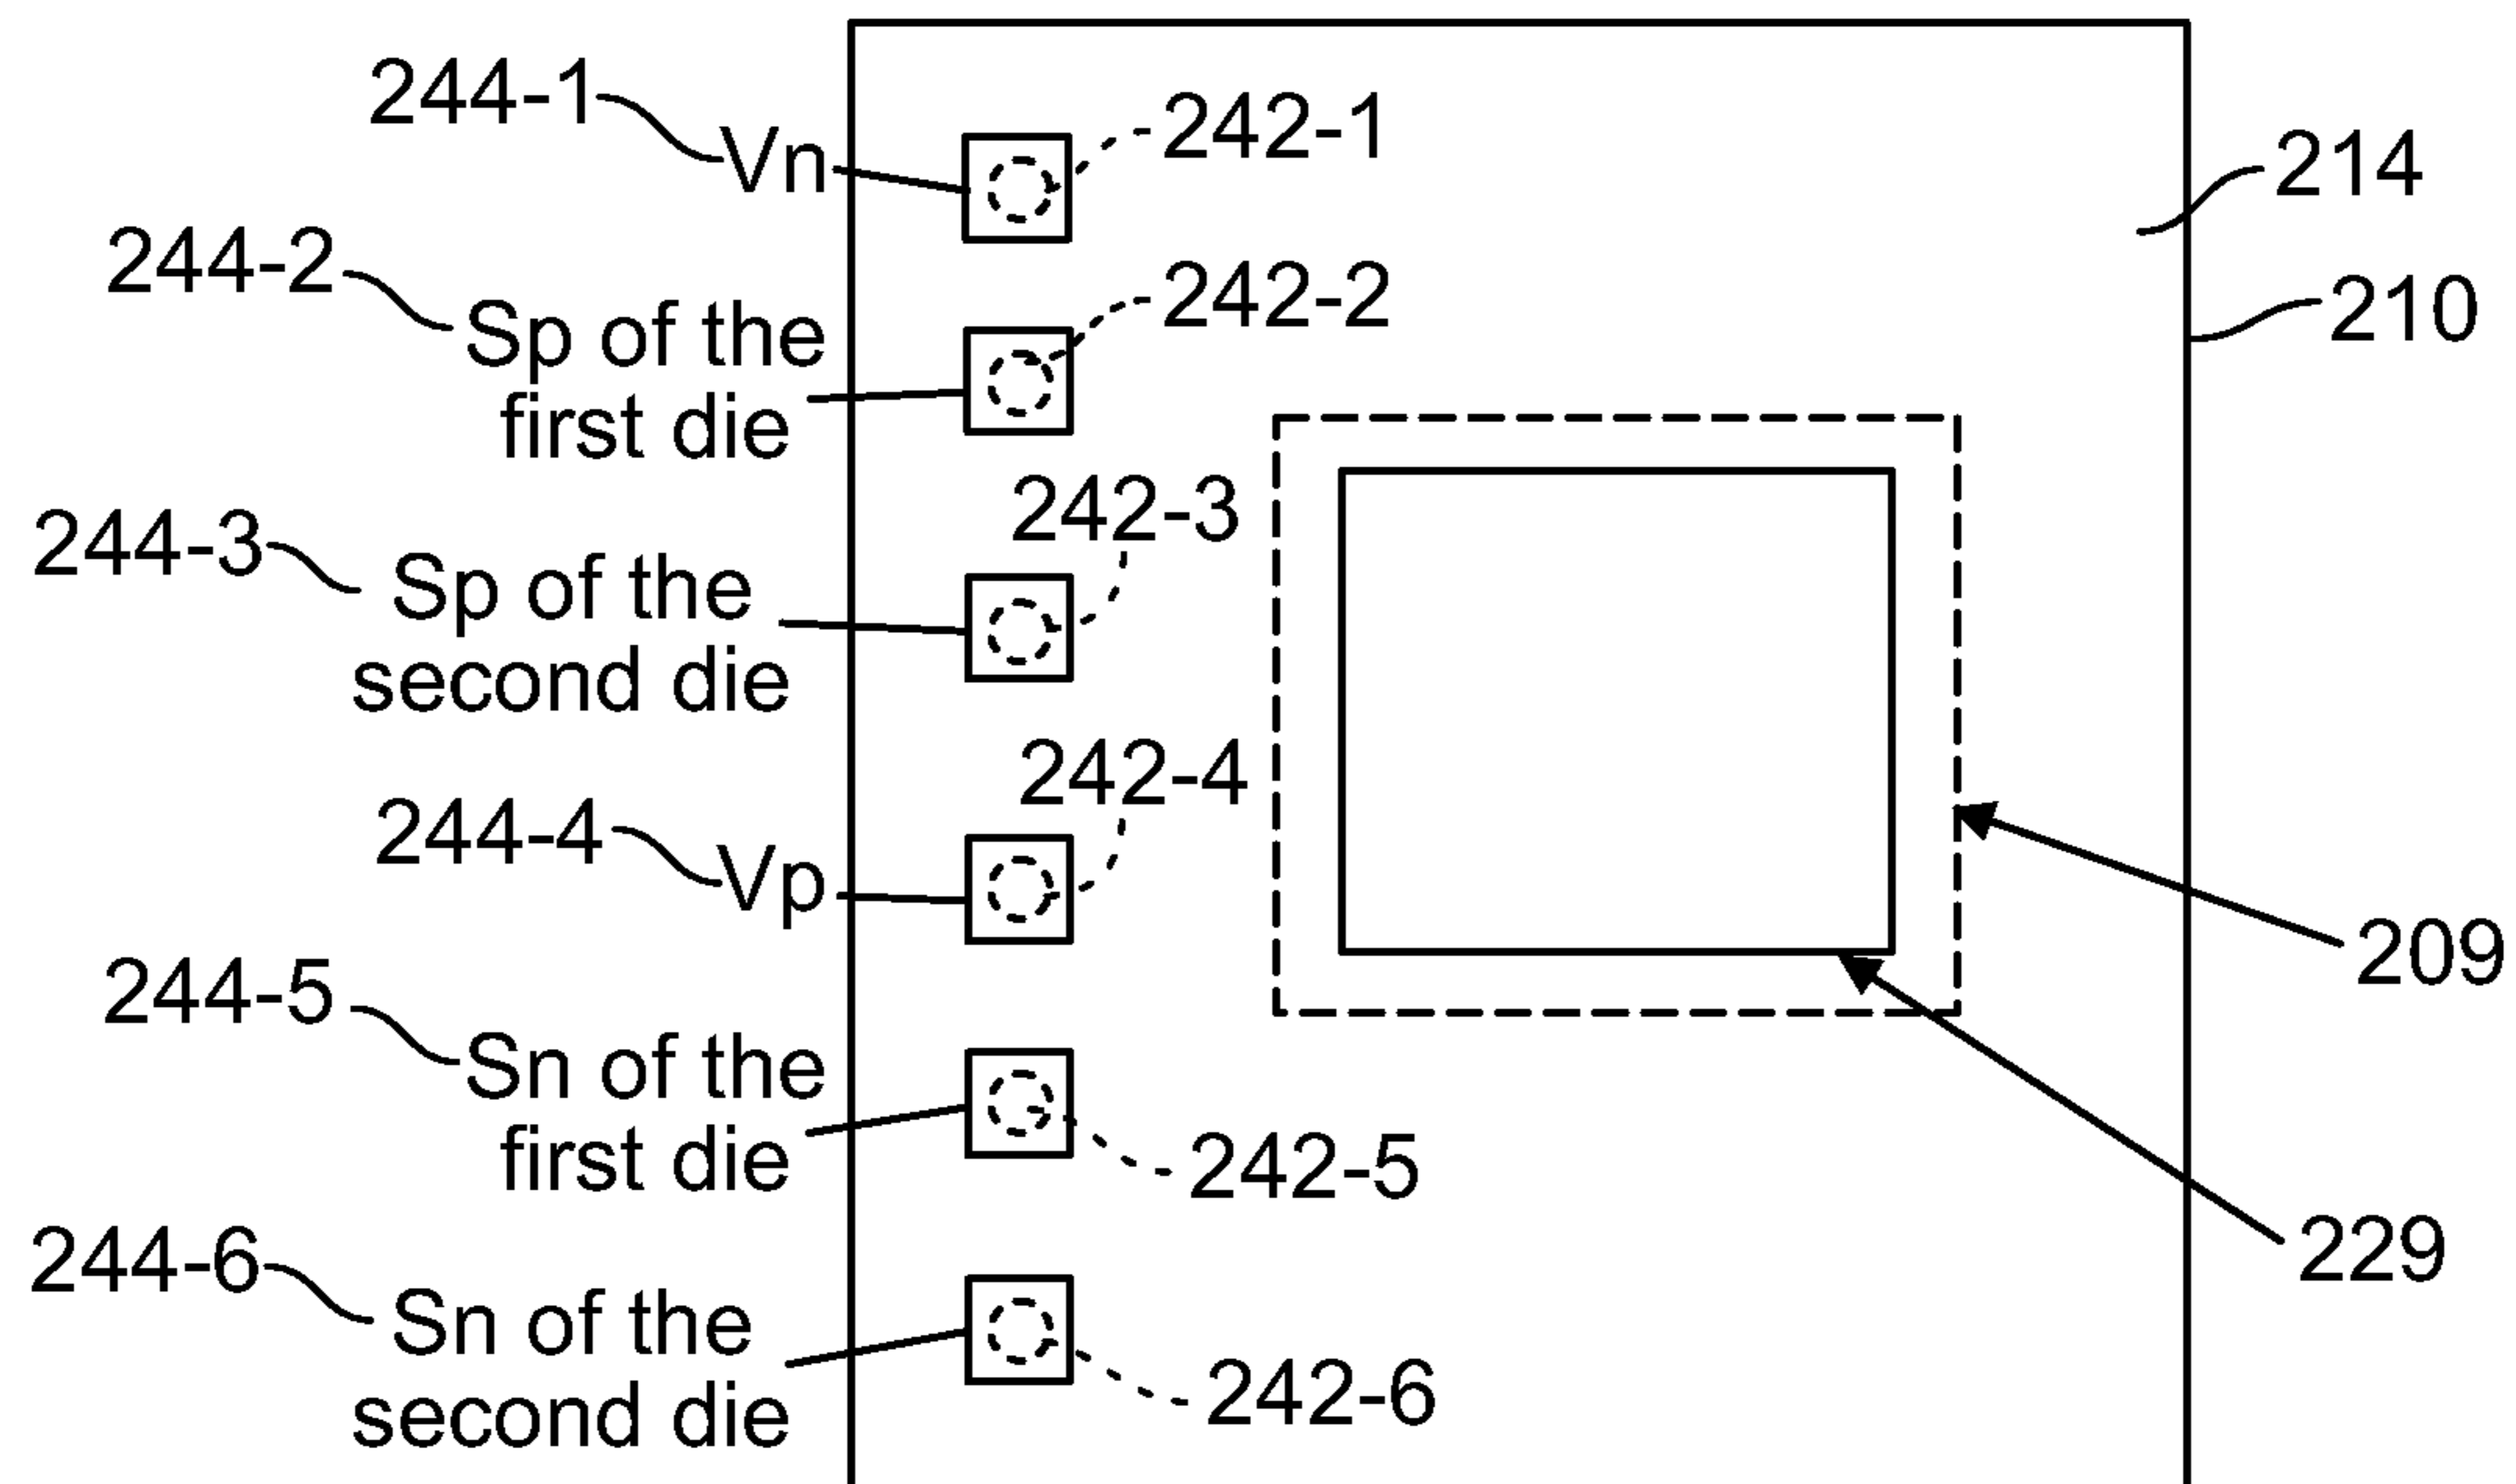 244-1
Vn
242-1
214
244-2
Sp of the
first die
242-2
210
244-3
Sp of the
second die
242-3
244-4
Vp
242-4
209
244-5
Sn of the
first die
242-5
229
244-6
Sn of the
second die
242-6